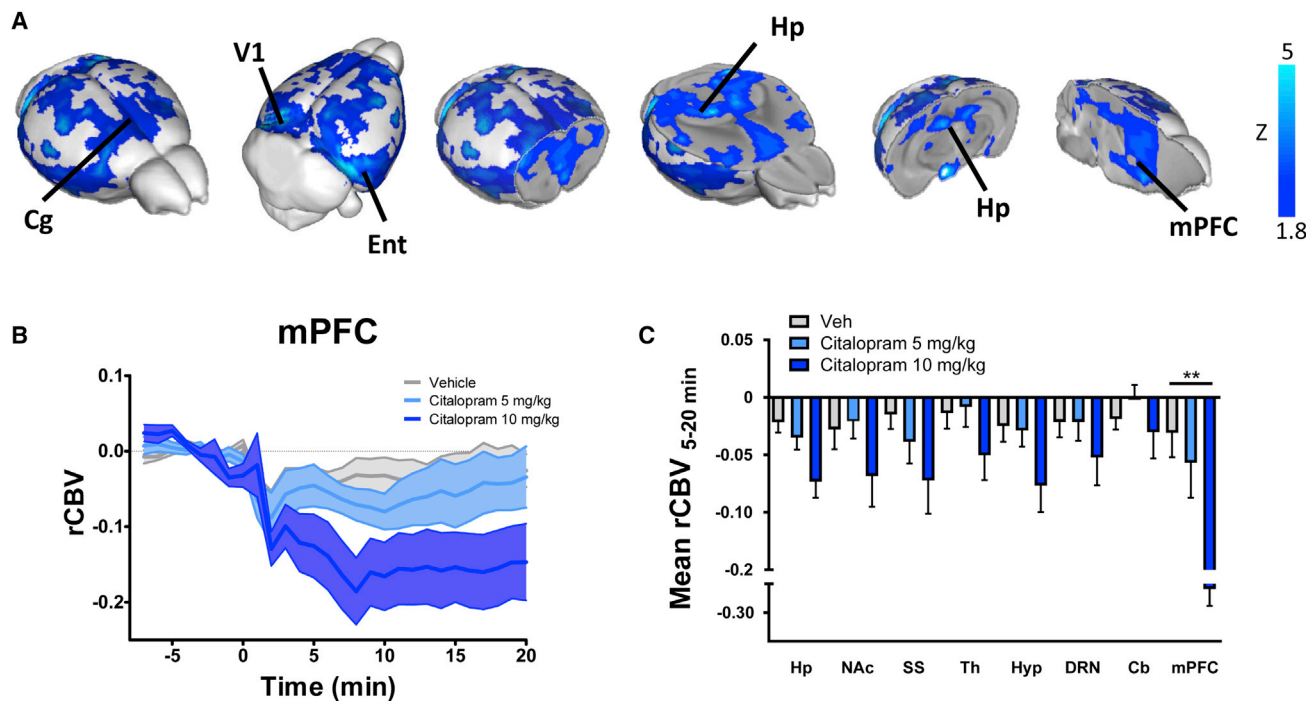 A
V1
Hp
5
Z
1.8
Cg
Ent
Hp
mPFC
B
mPFC
Vehicle
Citalopram 5 mg/kg
Citalopram 10 mg/kg
0.1
0.0
-0.1
-0.2
rCBV
-5 0 5 10 15 20
Time (min)
C
Veh
Citalopram 5 mg/kg
Citalopram 10 mg/kg
**
0.05
0
-0.05
-0.10
-0.2
-0.30
Mean rCBV 5-20 min
Hp NAc SS Th Hyp DRN Cb mPFC